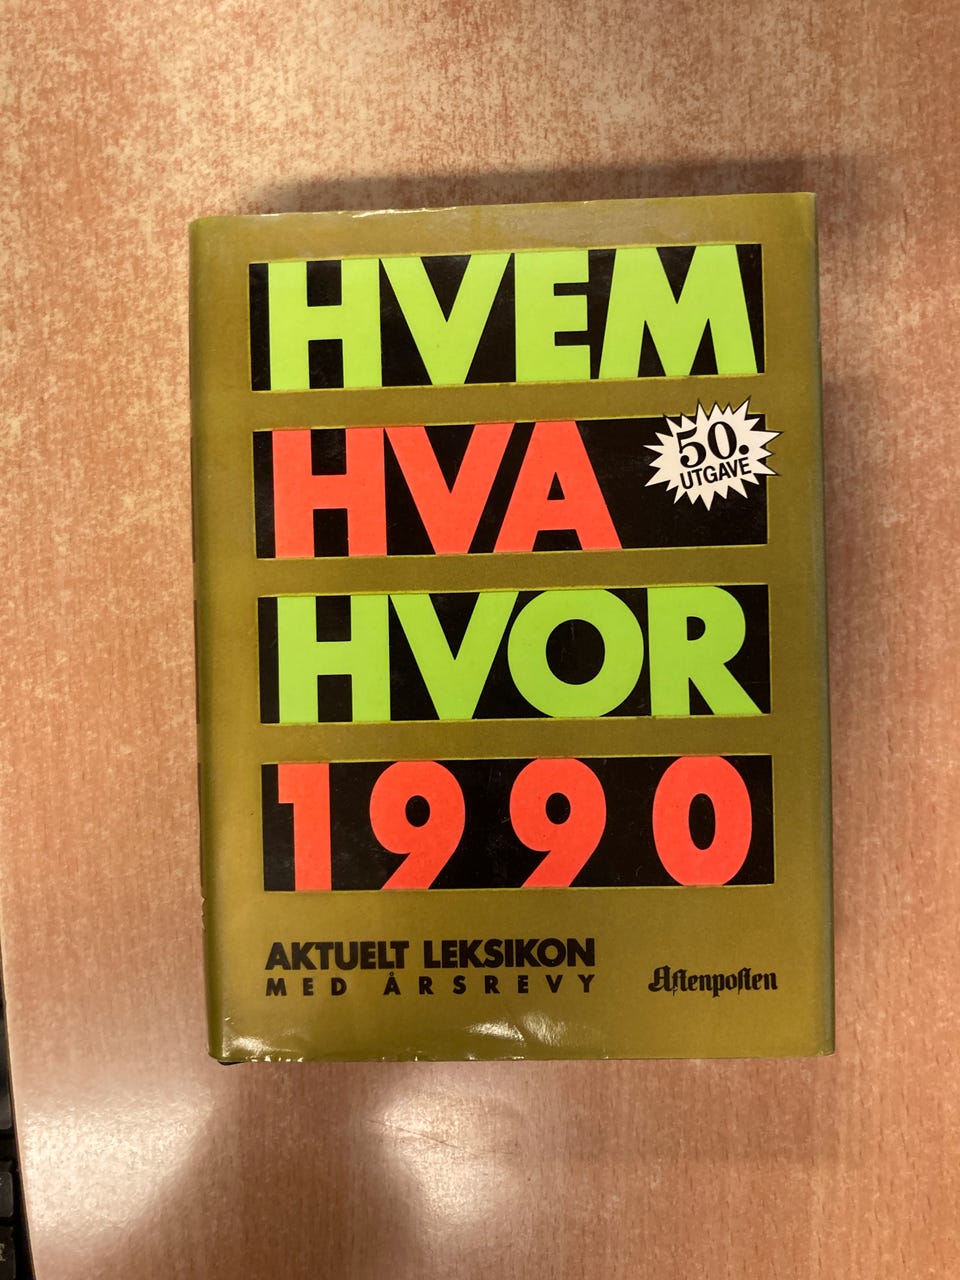 HVEM
HVA
50.
UTGAVE
HVOR
1990
AKTUELT LEKSIKON
MED ÅRSREVY
Aftenposten